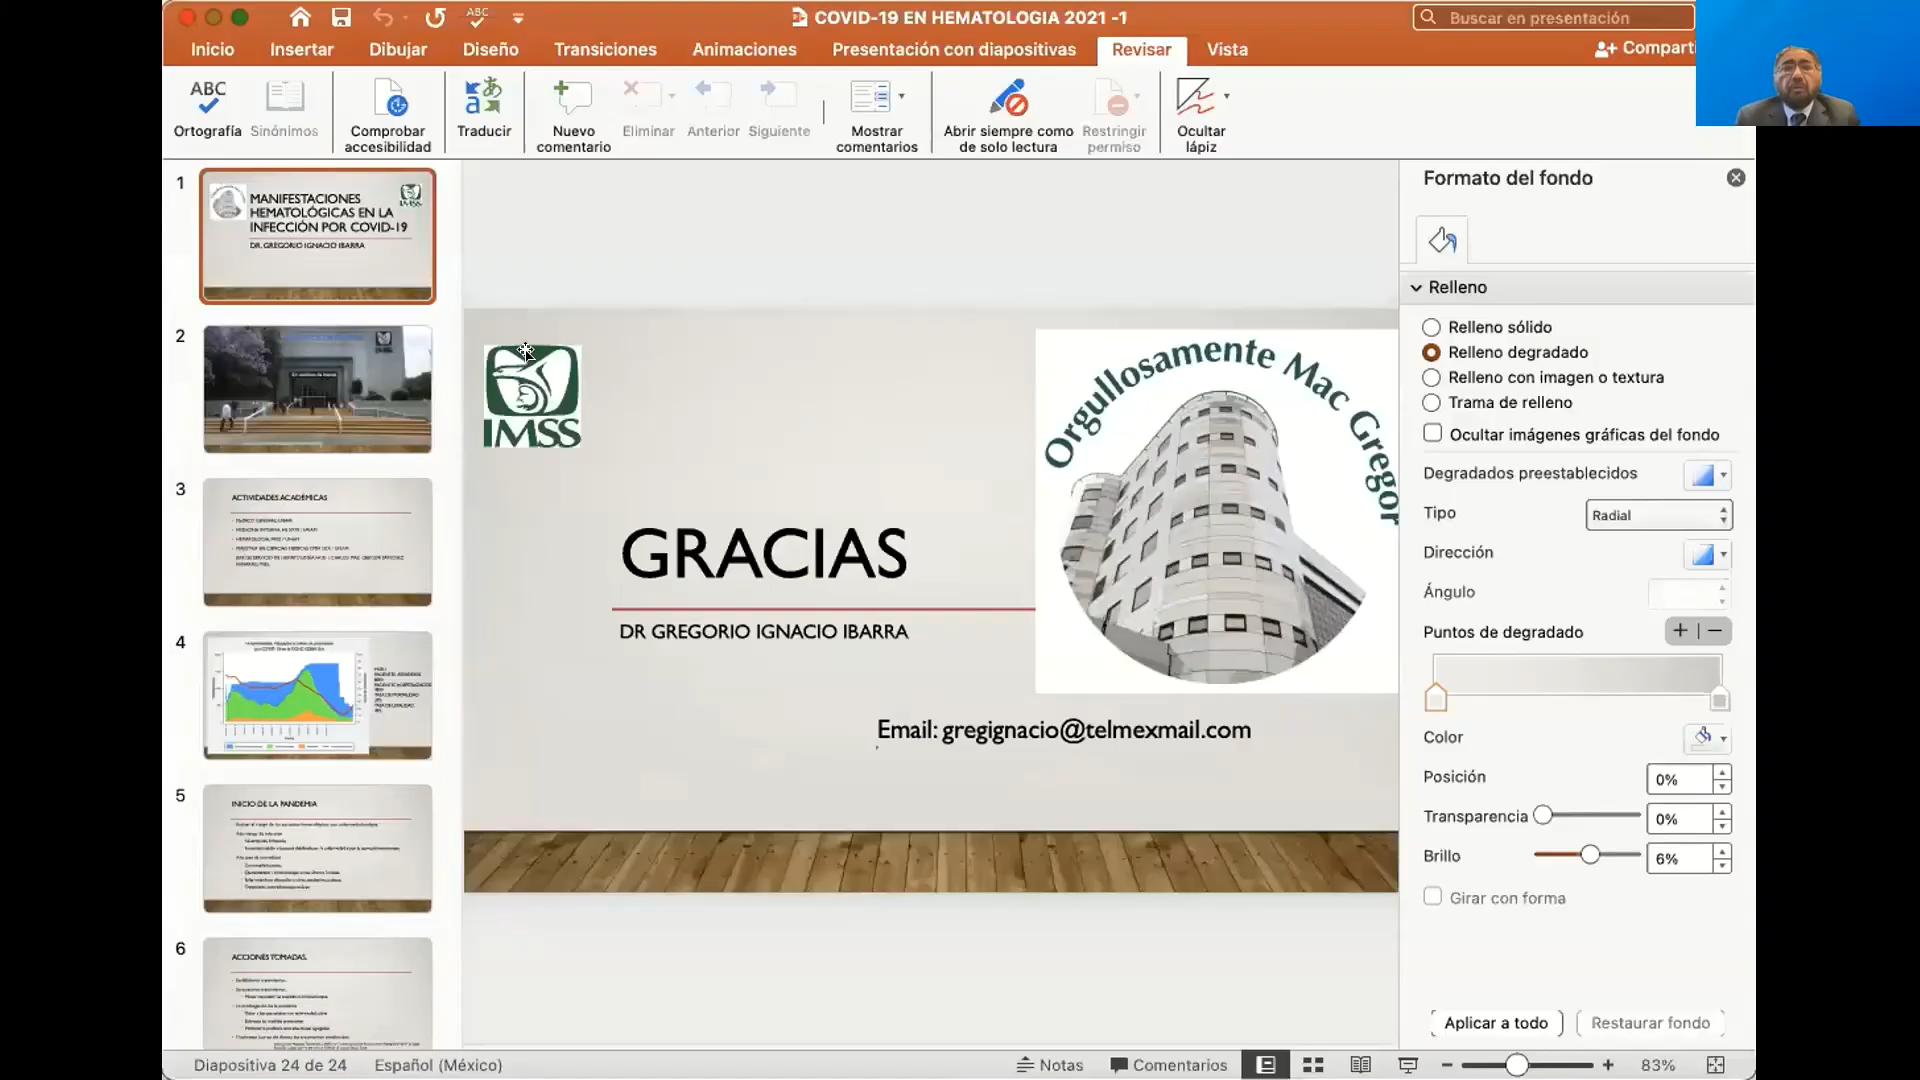 COVID-19 EN HEMATOLOGIA 2021 -1
Buscar en presentación
Inicio
Insertar
Dibujar
Diseño
Transiciones
Animaciones
Presentación con diapositivas
Revisar
Vista
Comparti
ABC
Ortografía
Sinónimos
Comprobar
accesibilidad
Traducir
Nuevo
comentario
Eliminar
Anterior
Siguiente
Mostrar
comentarios
Abrir siempre como
de solo lectura
Restringir
permiso
Ocultar
lápiz
1
MANIFESTACIONES
HEMATOLÓGICAS EN LA
INFECCIÓN POR COVID-19
DR. GREGORIO IGNACIO IBARRA
IMSS
2
3
ACTIVIDADES ACADÉMICAS
4
5
INICIO DE LA PANDEMIA
6
ACCIONES TOMADAS.
IMSS
Orgullosamente Mac Gregor
GRACIAS
DR GREGORIO IGNACIO IBARRA
Email: gregignacio@telmexmail.com
Formato del fondo
Relleno
Relleno sólido
Relleno degradado
Relleno con imagen o textura
Trama de relleno
Ocultar imágenes gráficas del fondo
Degradados preestablecidos
Tipo
Radial
Dirección
Ángulo
Puntos de degradado
Color
Posición
0%
Transparencia
0%
Brillo
6%
Girar con forma
Aplicar a todo
Restaurar fondo
Diapositiva 24 de 24
Español (México)
Notas
Comentarios
83%